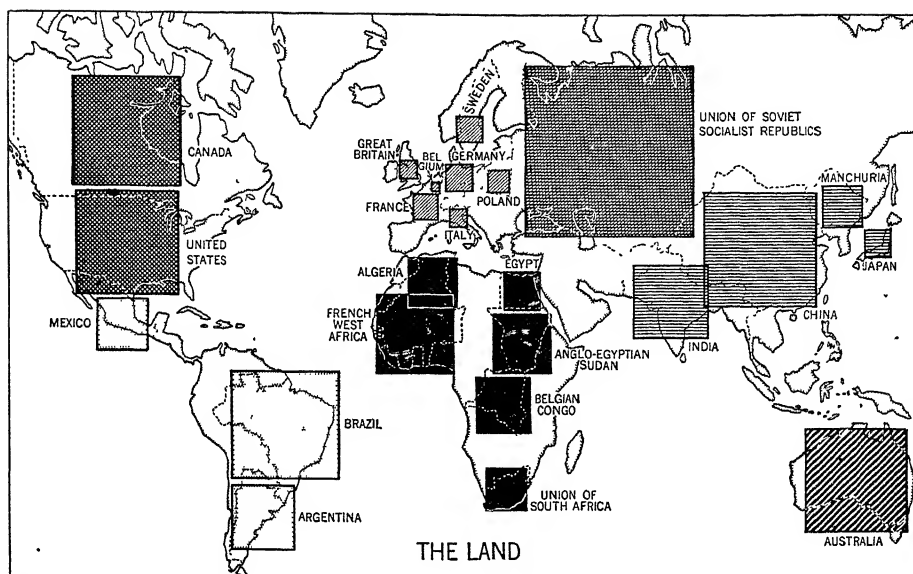 SWEDEN
UNION OF SOVIET
SOCIALIST REPUBLICS
CANADA
GREAT
BRITAIN
BEL
GIUM
GERMANY
MANCHURIA
FRANCE
POLAND
ITALY
UNITED
STATES
JAPAN
ALGERIA
EGYPT
MEXICO
FRENCH
WEST
AFRICA
CHINA
INDIA
ANGLO-EGYPTIAN
SUDAN
BELGIAN
CONGO
BRAZIL
UNION OF
SOUTH AFRICA
ARGENTINA
AUSTRALIA
THE LAND